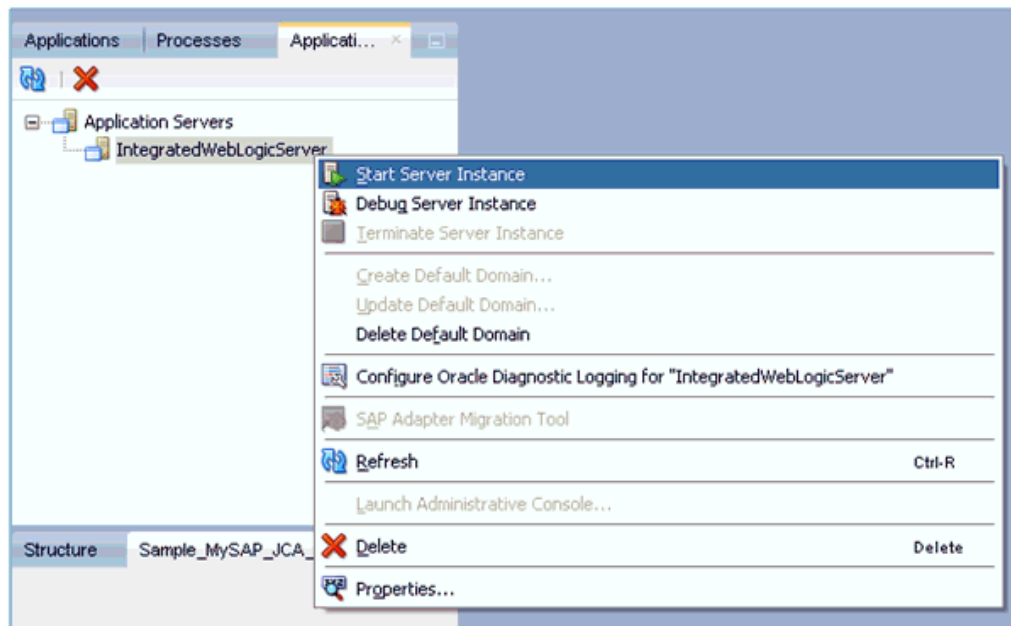 Applications Processes Applicati...
Application Servers
IntegratedWebLogicServer
Start Server Instance
Debug Server Instance
Terminate Server Instance
Create Default Domain...
Update Default Domain...
Delete Default Domain
Configure Oracle Diagnostic Logging for "IntegratedWebLogicServer"
SAP Adapter Migration Tool
Refresh Ctrl-R
Launch Administrative Console...
Structure Sample_MySAP_JCA_
Delete Delete
Properties...